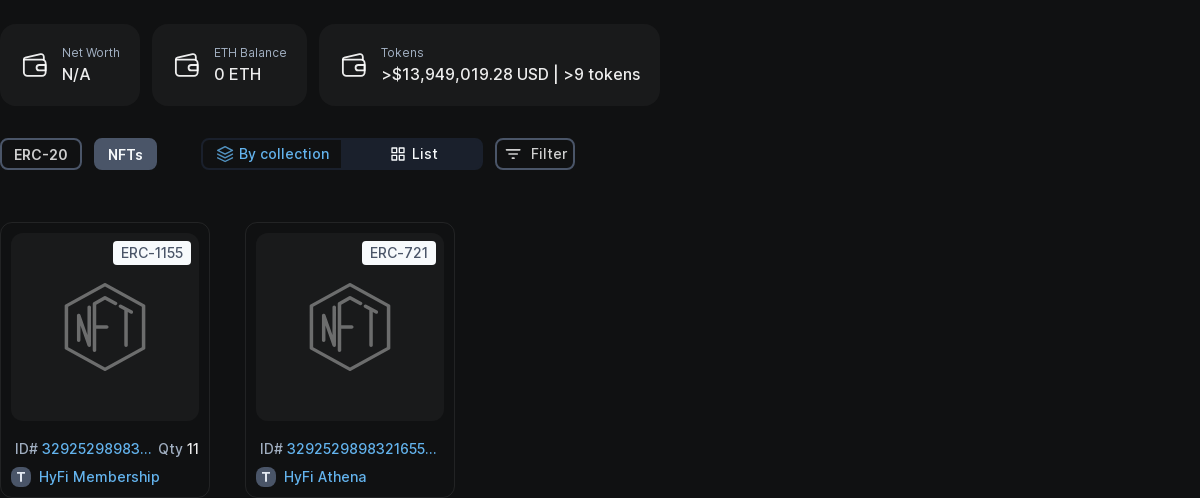 Net Worth
N/A
ETH Balance
0 ETH
Tokens
>$13,949,019.28 USD | >9 tokens
ERC-20
NFTs
By collection
List
Filter
ERC-1155
NFT
ID# 32925298983... Qty 11
T HyFi Membership
ERC-721
NFT
ID# 3292529898321655...
T HyFi Athena